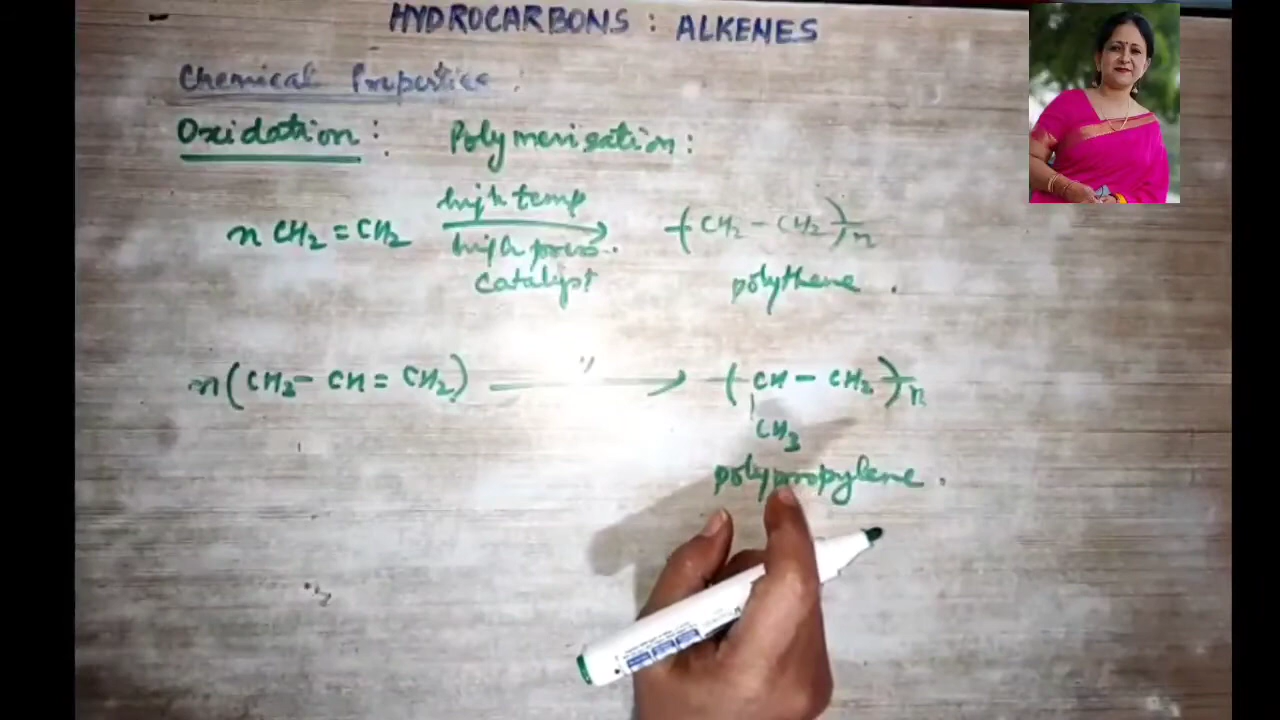 HYDROCARBONS : ALKENES
Chemical Properties :
Oxidation : Polymerisation :
n CH₂ = CH₂ high temp high press. catalyst → ( CH₂ - CH₂ )n
polythene .
n ( CH₃ - CH = CH₂ ) " → ( CH - CH₂ )n
CH₃
polypropylene .